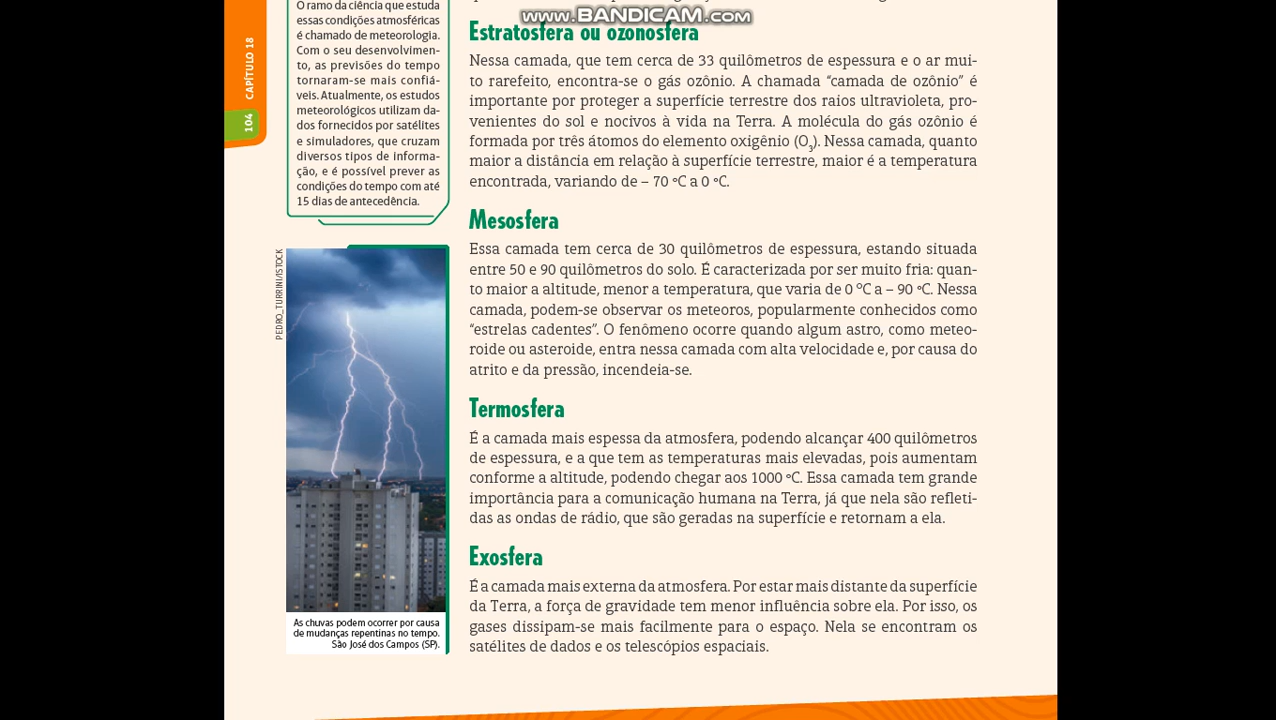 www.BANDICAM.com
CAPÍTULO 18
104
O ramo da ciência que estuda
essas condições atmosféricas
é chamado de meteorologia.
Com o seu desenvolvimen-
to, as previsões do tempo
tornaram-se mais confiá-
veis. Atualmente, os estudos
meteorológicos utilizam da-
dos fornecidos por satélites
e simuladores, que cruzam
diversos tipos de informa-
ção, e é possível prever as
condições do tempo com até
15 dias de antecedência.
PEDRO_TURRINI/ISTOCK
As chuvas podem ocorrer por causa
de mudanças repentinas no tempo.
São José dos Campos (SP).
Estratosfera ou ozonosfera
Nessa camada, que tem cerca de 33 quilômetros de espessura e o ar mui-
to rarefeito, encontra-se o gás ozônio. A chamada “camada de ozônio” é
importante por proteger a superfície terrestre dos raios ultravioleta, pro-
venientes do sol e nocivos à vida na Terra. A molécula do gás ozônio é
formada por três átomos do elemento oxigênio (O₃). Nessa camada, quanto
maior a distância em relação à superfície terrestre, maior é a temperatura
encontrada, variando de – 70 ºC a 0 ºC.
Mesosfera
Essa camada tem cerca de 30 quilômetros de espessura, estando situada
entre 50 e 90 quilômetros do solo. É caracterizada por ser muito fria: quan-
to maior a altitude, menor a temperatura, que varia de 0 ºC a – 90 ºC. Nessa
camada, podem-se observar os meteoros, popularmente conhecidos como
“estrelas cadentes”. O fenômeno ocorre quando algum astro, como meteo-
roide ou asteroide, entra nessa camada com alta velocidade e, por causa do
atrito e da pressão, incendeia-se.
Termosfera
É a camada mais espessa da atmosfera, podendo alcançar 400 quilômetros
de espessura, e a que tem as temperaturas mais elevadas, pois aumentam
conforme a altitude, podendo chegar aos 1000 ºC. Essa camada tem grande
importância para a comunicação humana na Terra, já que nela são refleti-
das as ondas de rádio, que são geradas na superfície e retornam a ela.
Exosfera
É a camada mais externa da atmosfera. Por estar mais distante da superfície
da Terra, a força de gravidade tem menor influência sobre ela. Por isso, os
gases dissipam-se mais facilmente para o espaço. Nela se encontram os
satélites de dados e os telescópios espaciais.